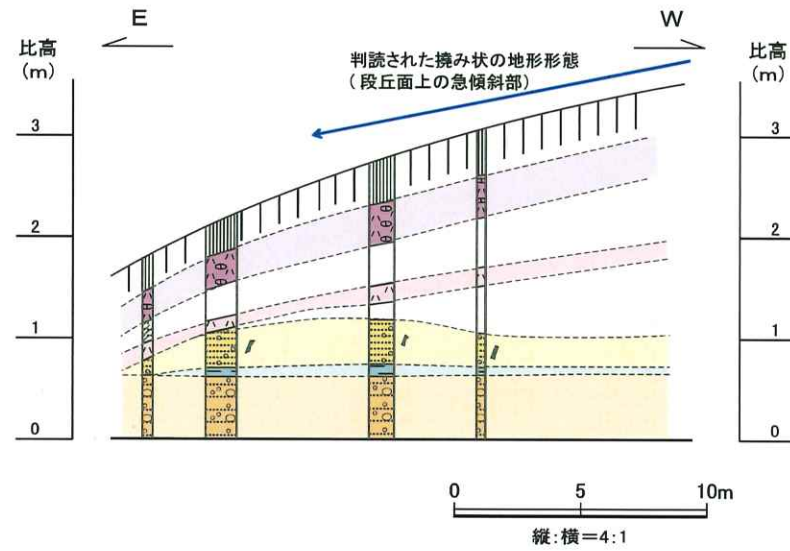 E
W
比高
(m)
比高
(m)
判読された撓み状の地形形態
(段丘面上の急傾斜部)
3
3
2
2
1
1
0
0
0 5 10m
縦:横=4:1